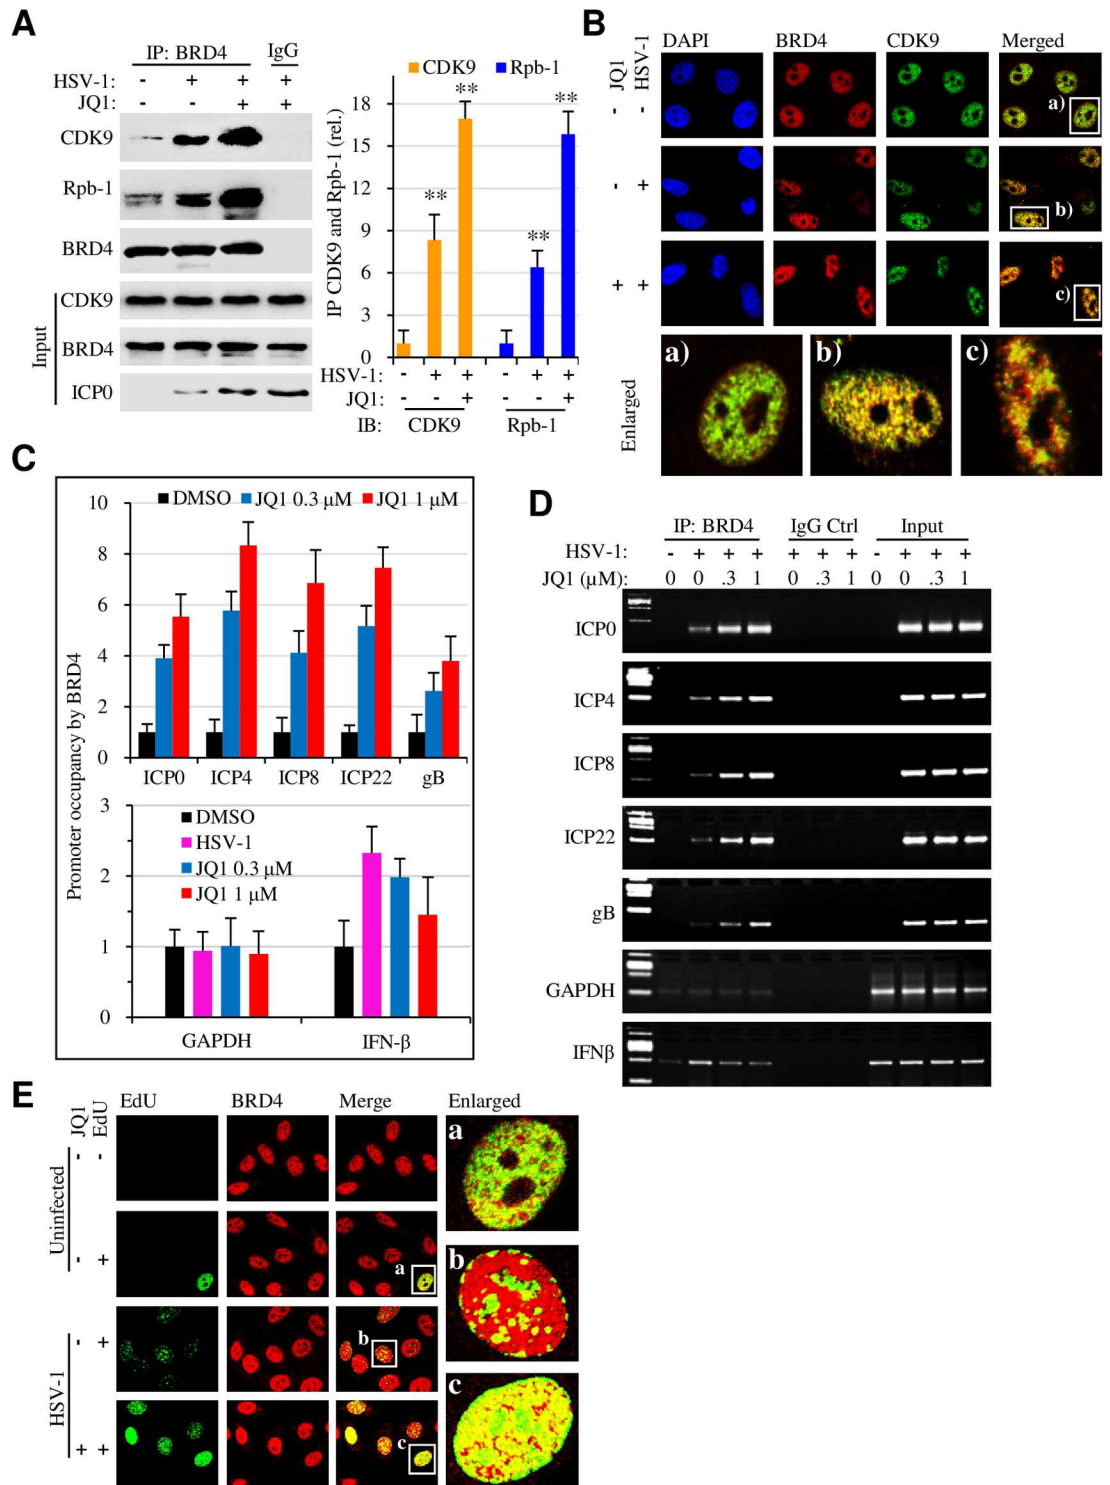 A
IP: BRD4 IgG
HSV-1: - + + +
JQ1: - - + +
CDK9
Rpb-1
BRD4
Input
CDK9
BRD4
ICP0
IP CDK9 and Rpb-1 (rel.)
CDK9 Rpb-1
18
15
12
9
6
3
0
** ** ** **
HSV-1: - + + - + +
JQ1: - - + - - +
IB: CDK9 Rpb-1
B
JQ1 HSV-1 DAPI BRD4 CDK9 Merged
- - a)
- + b)
+ + c)
Enlarged
a) b) c)
C
Promoter occupancy by BRD4
DMSO JQ1 0.3 µM JQ1 1 µM
10
8
6
4
2
0
ICP0 ICP4 ICP8 ICP22 gB
3
2
1
0
DMSO
HSV-1
JQ1 0.3 µM
JQ1 1 µM
GAPDH IFN-β
D
IP: BRD4 IgG Ctrl Input
HSV-1: - + + + + + + - + + +
JQ1 (µM): 0 0 .3 1 0 .3 1 0 0 .3 1
ICP0
ICP4
ICP8
ICP22
gB
GAPDH
IFNβ
E
JQ1 EdU EdU BRD4 Merge Enlarged
Uninfected
- -
- + a
HSV-1
- + b
+ + c
a
b
c